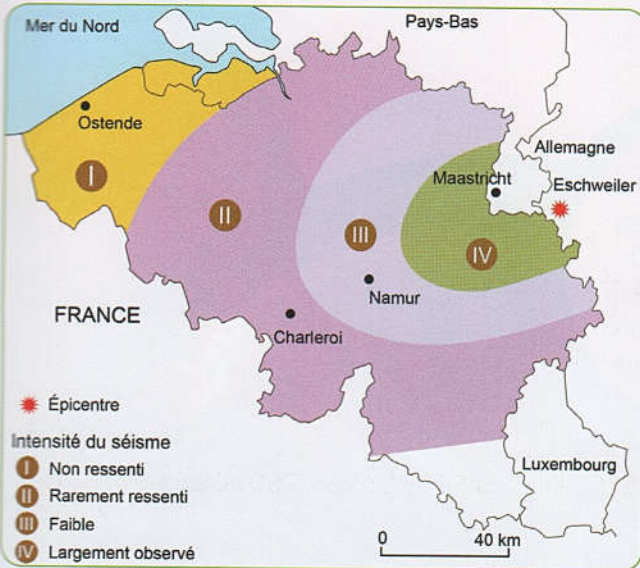 Mer du Nord
Pays-Bas
Ostende
Allemagne
Maastricht
Eschweiler
I
II
III
IV
Namur
FRANCE
Charleroi
Épicentre
Intensité du séisme
I Non ressenti
II Rarement ressenti
III Faible
IV Largement observé
Luxembourg
0 40 km